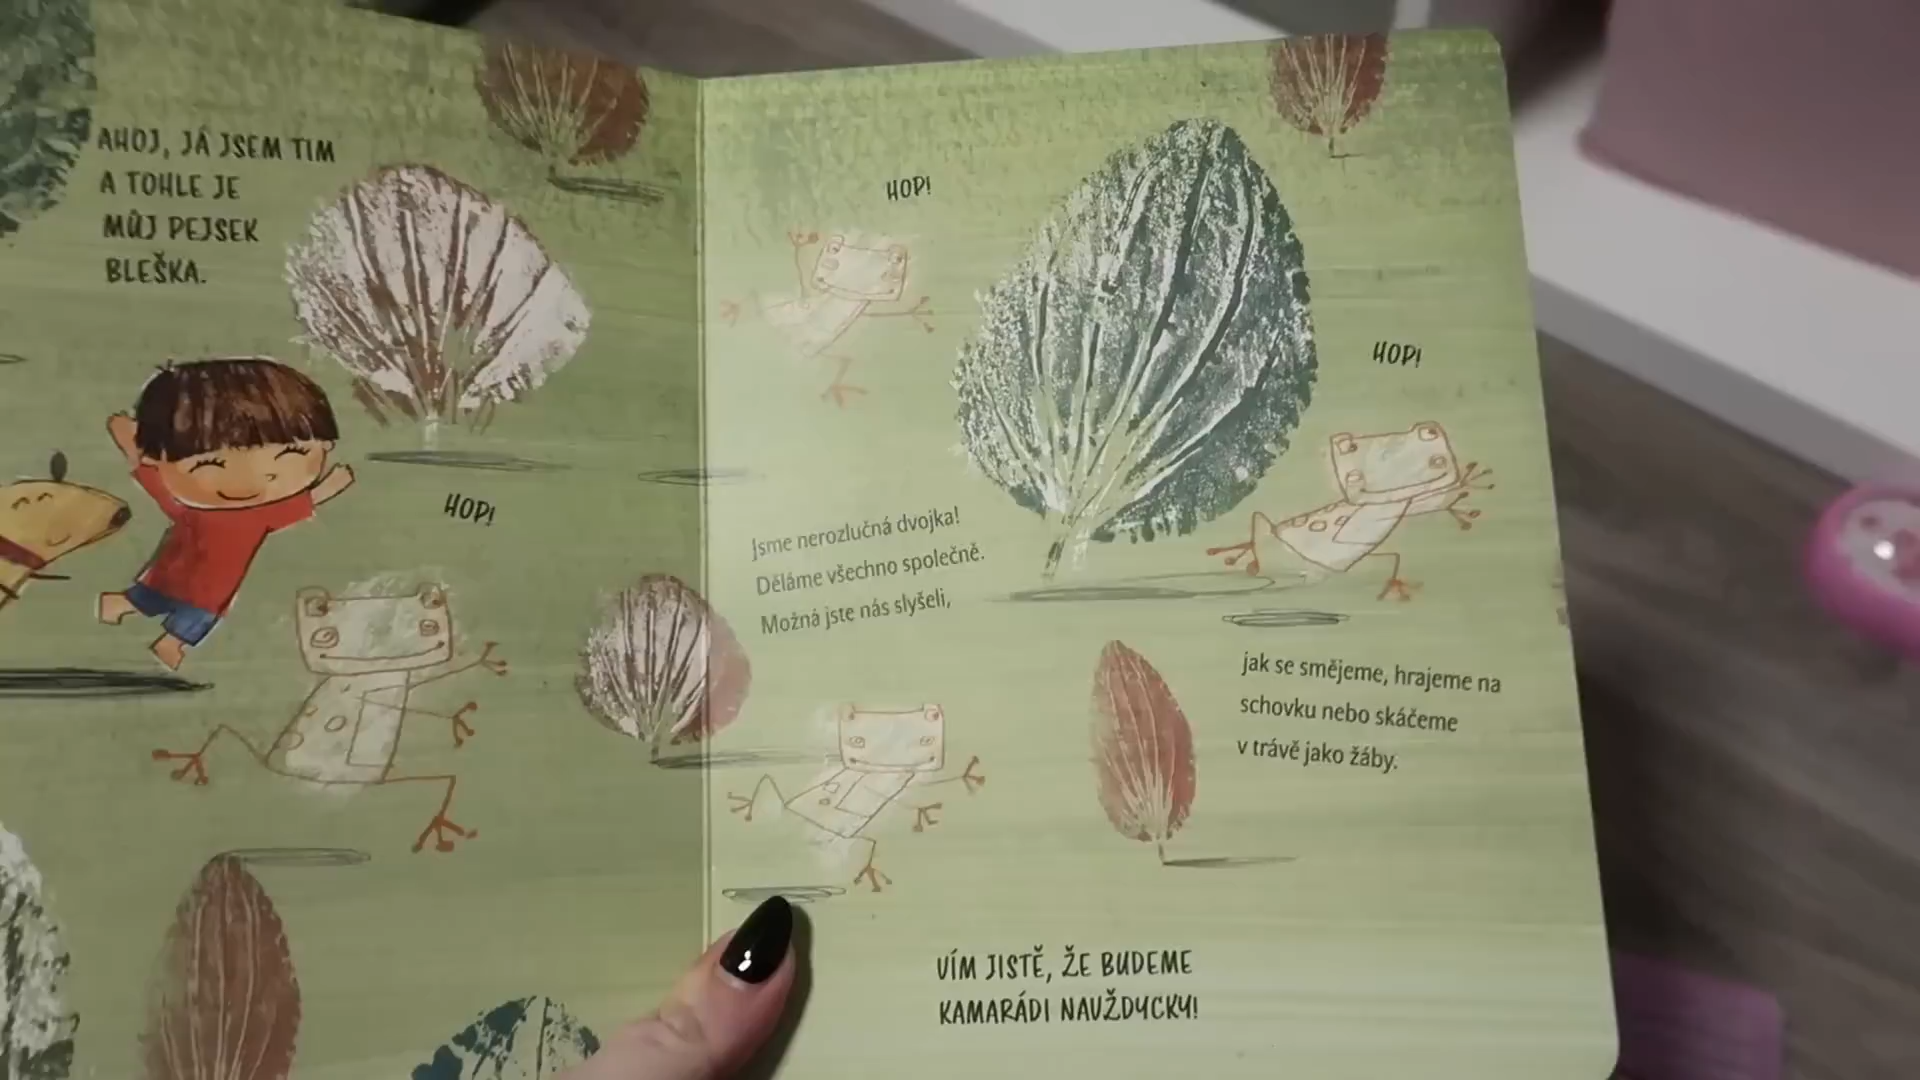 AHOJ, JÁ JSEM TIM
A TOHLE JE
MŮJ PEJSEK
BLEŠKA.
HOP!
HOP!
HOP!
Jsme nerozlučná dvojka!
Děláme všechno společně.
Možná jste nás slyšeli,
jak se smějeme, hrajeme na
schovku nebo skáčeme
v trávě jako žáby.
VÍM JISTĚ, ŽE BUDEME
KAMARÁDI NAVŽDYCKY!